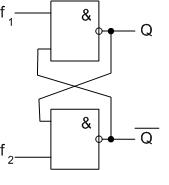 f₁ & Q
& Q̅
f₂